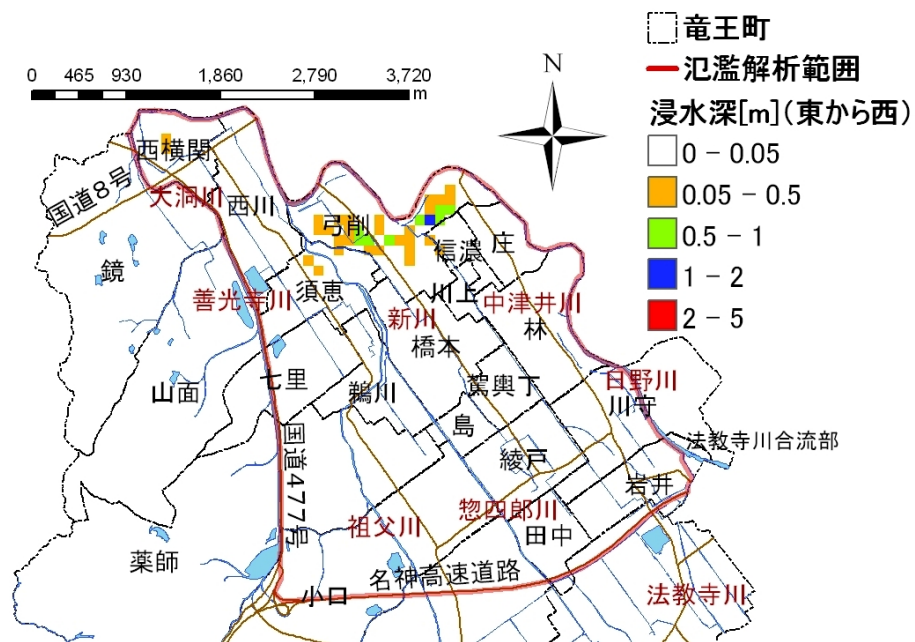 竜王町
氾濫解析範囲
浸水深[m](東から西)
0 - 0.05
0.05 - 0.5
0.5 - 1
1 - 2
2 - 5
0 465 930 1,860 2,790 3,720
m
N
西横関
国道8号
大洞川
西川
弓削
信濃
庄
鏡
須恵
川上
善光寺川
新川
中津井川
林
橋本
山面
七里
鵜川
駕輿丁
日野川
川守
島
法教寺川合流部
国道477号
綾戸
岩井
祖父川
惣四郎川
田中
薬師
名神高速道路
小口
法教寺川